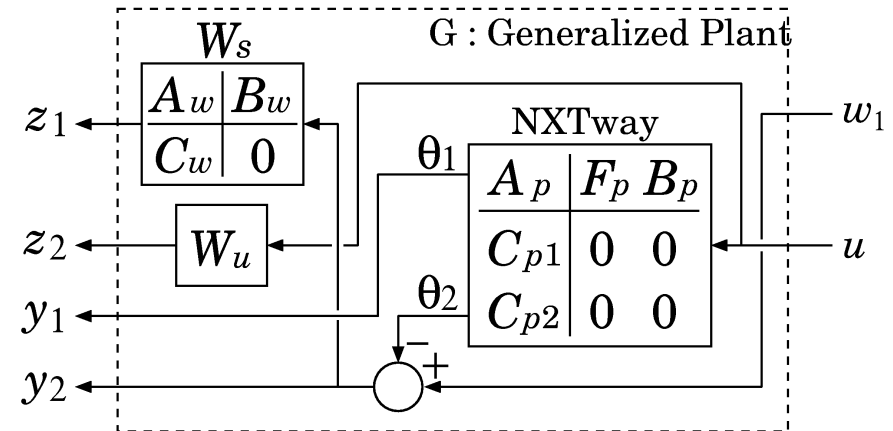 G : Generalized Plant
Ws
Aw Bw
Cw 0
z1
NXTway
w1
θ1
Ap Fp Bp
Cp1 0 0
Cp2 0 0
z2
Wu
u
θ2
y1
−
+
y2